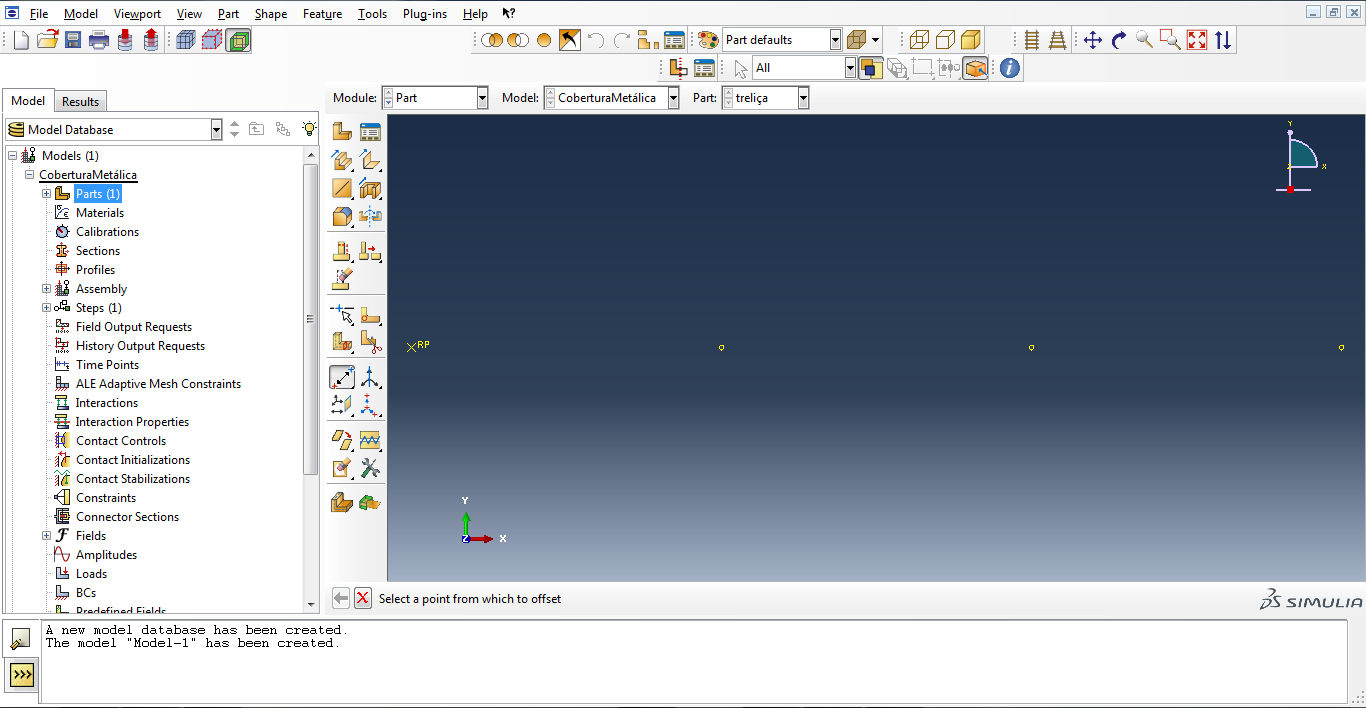 File Model Viewport View Part Shape Feature Tools Plug-ins Help
Part defaults
All
Model Results
Module: Part Model: CoberturaMetálica Part: treliça
Model Database
Models (1)
CoberturaMetálica
Parts (1)
Materials
Calibrations
Sections
Profiles
Assembly
Steps (1)
Field Output Requests
History Output Requests
Time Points
ALE Adaptive Mesh Constraints
Interactions
Interaction Properties
Contact Controls
Contact Initializations
Contact Stabilizations
Constraints
Connector Sections
Fields
Amplitudes
Loads
BCs
Predefined Fields
Y
X
Z
RP
Y
Z X
Select a point from which to offset
SIMULIA
A new model database has been created.
The model "Model-1" has been created.